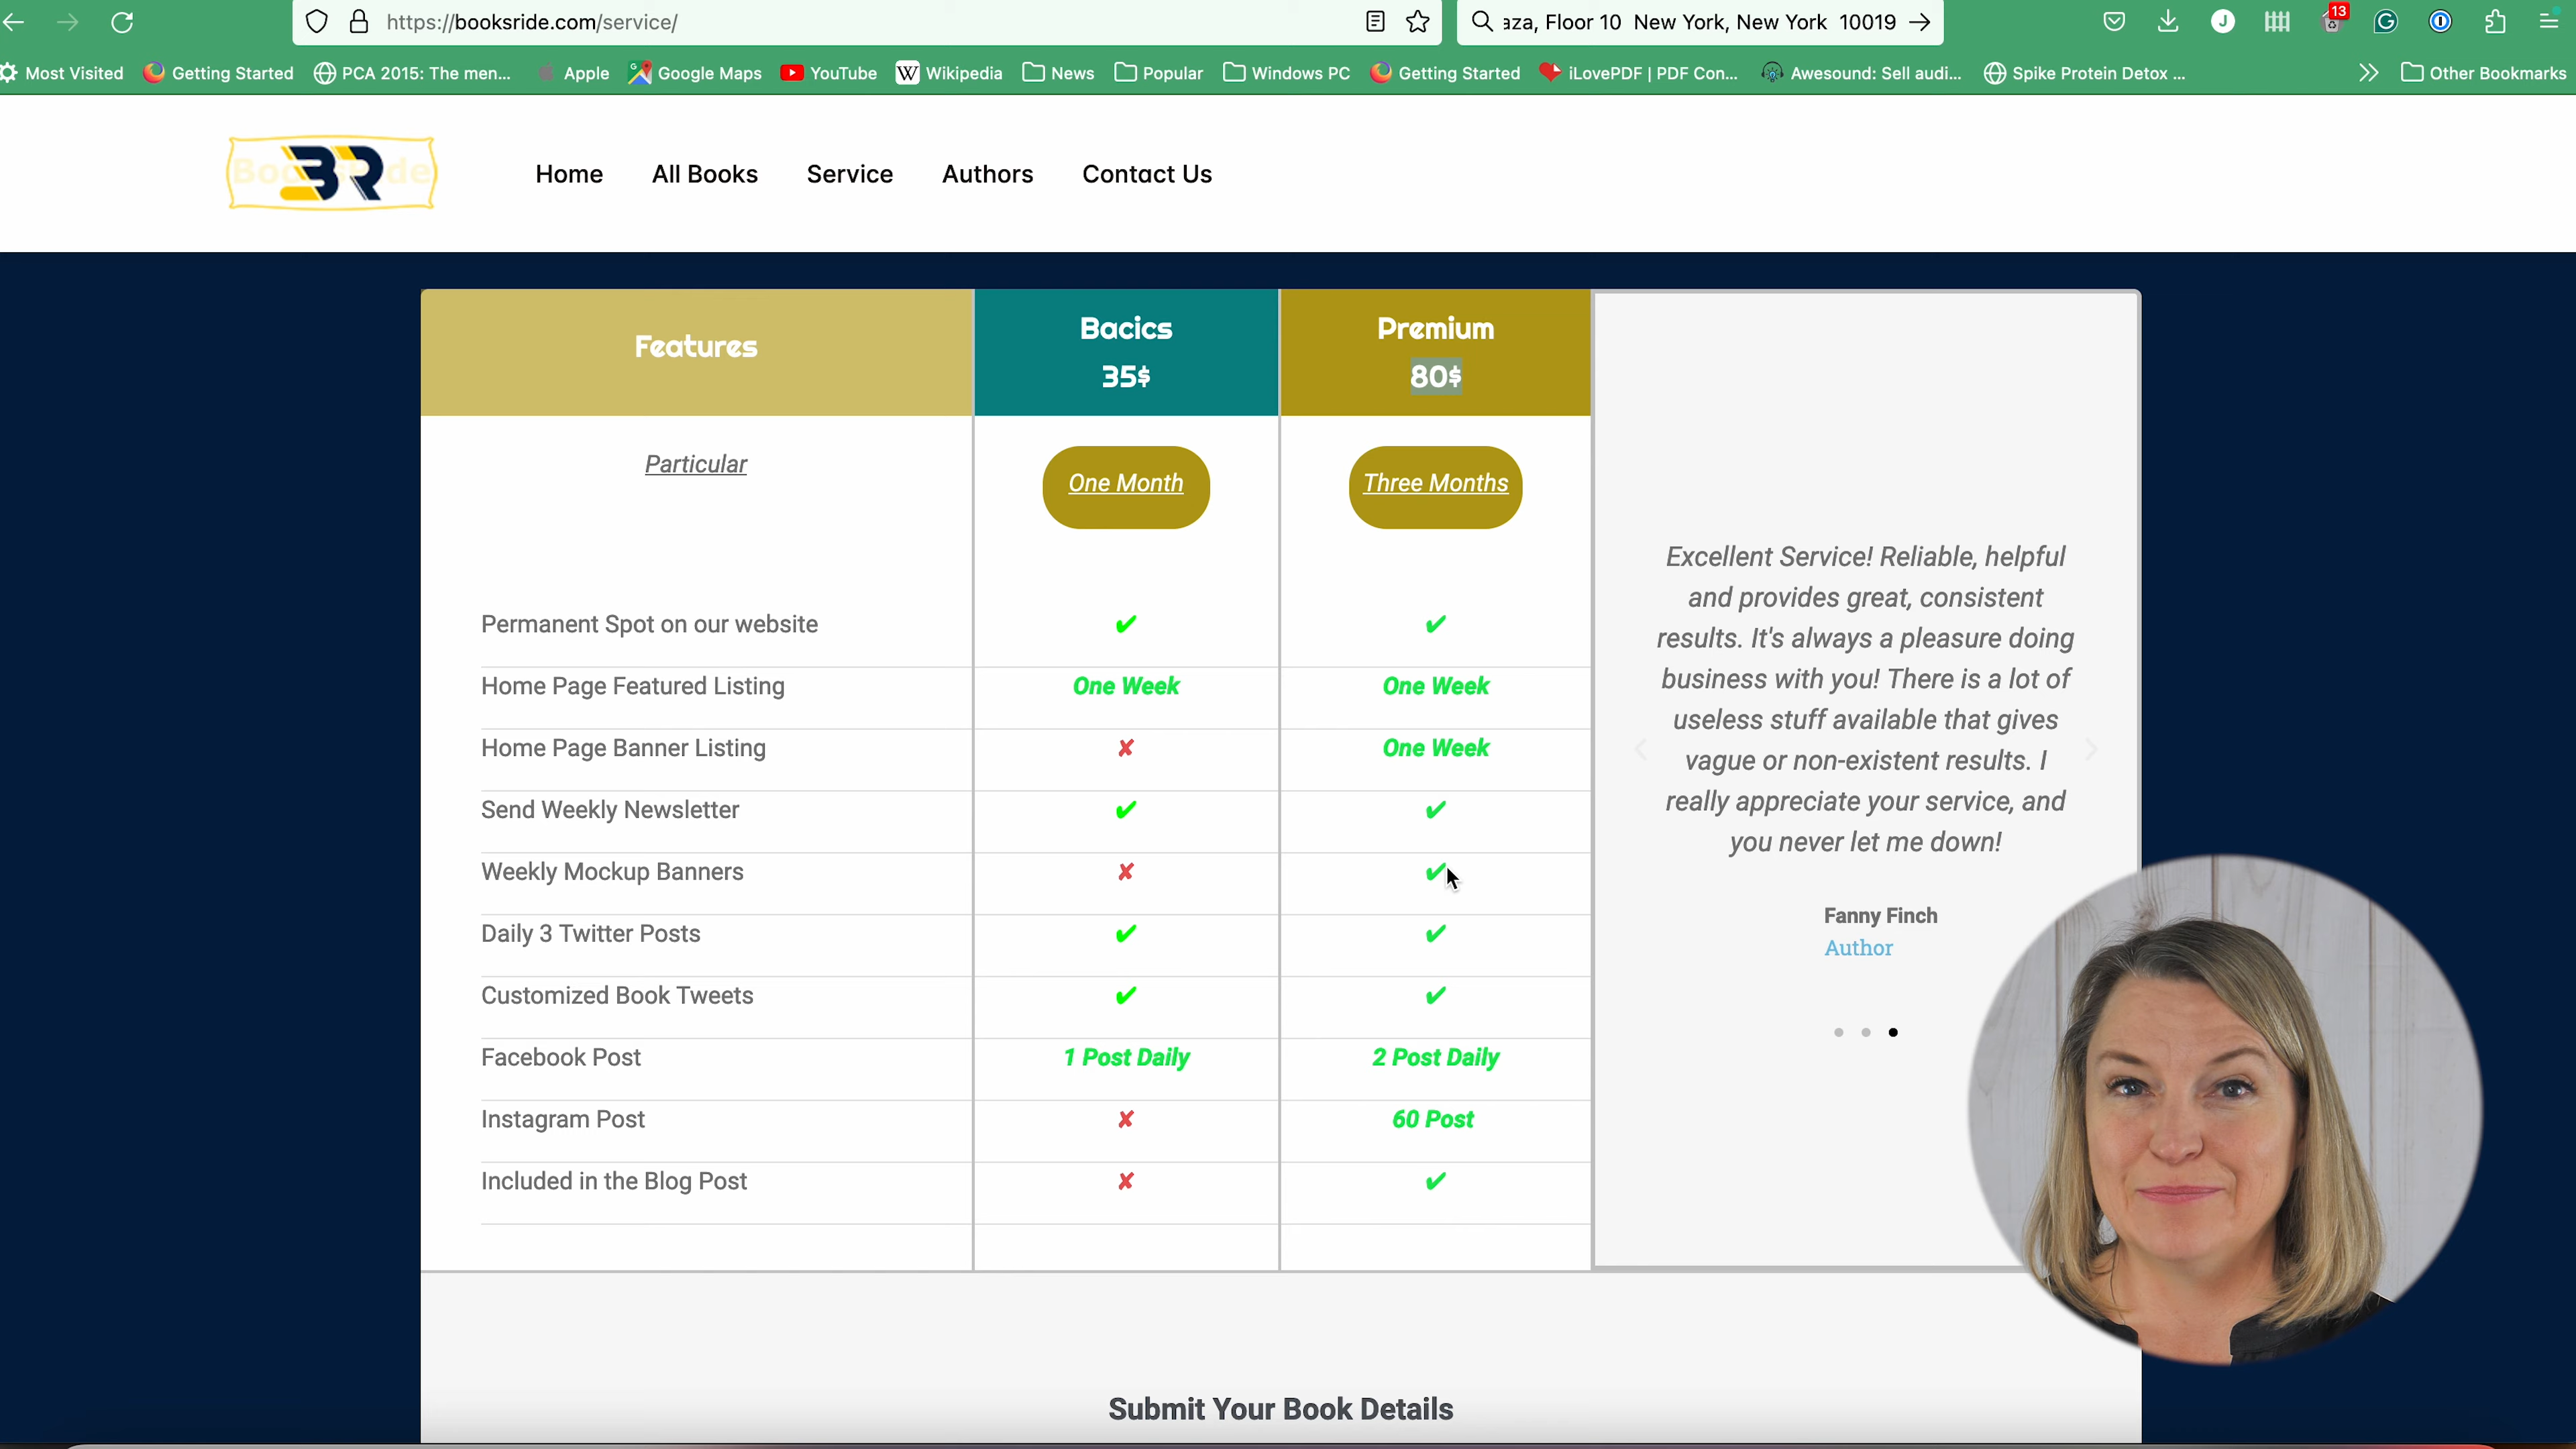 https://booksride.com/service/
aza, Floor 10 New York, New York 10019
J
13
Most Visited
Getting Started
PCA 2015: The men...
Apple
Google Maps
YouTube
W Wikipedia
News
Popular
Windows PC
Getting Started
iLovePDF | PDF Con...
Awesound: Sell audi...
Spike Protein Detox ...
Other Bookmarks
BR
Home
All Books
Service
Authors
Contact Us
Features
Bacics
35$
Premium
80$
Particular
One Month
Three Months
Permanent Spot on our website ✔ ✔
Home Page Featured Listing One Week One Week
Home Page Banner Listing ✘ One Week
Send Weekly Newsletter ✔ ✔
Weekly Mockup Banners ✘ ✔
Daily 3 Twitter Posts ✔ ✔
Customized Book Tweets ✔ ✔
Facebook Post 1 Post Daily 2 Post Daily
Instagram Post ✘ 60 Post
Included in the Blog Post ✘ ✔
Excellent Service! Reliable, helpful
and provides great, consistent
results. It's always a pleasure doing
business with you! There is a lot of
useless stuff available that gives
vague or non-existent results. I
really appreciate your service, and
you never let me down!
Fanny Finch
Author
Submit Your Book Details